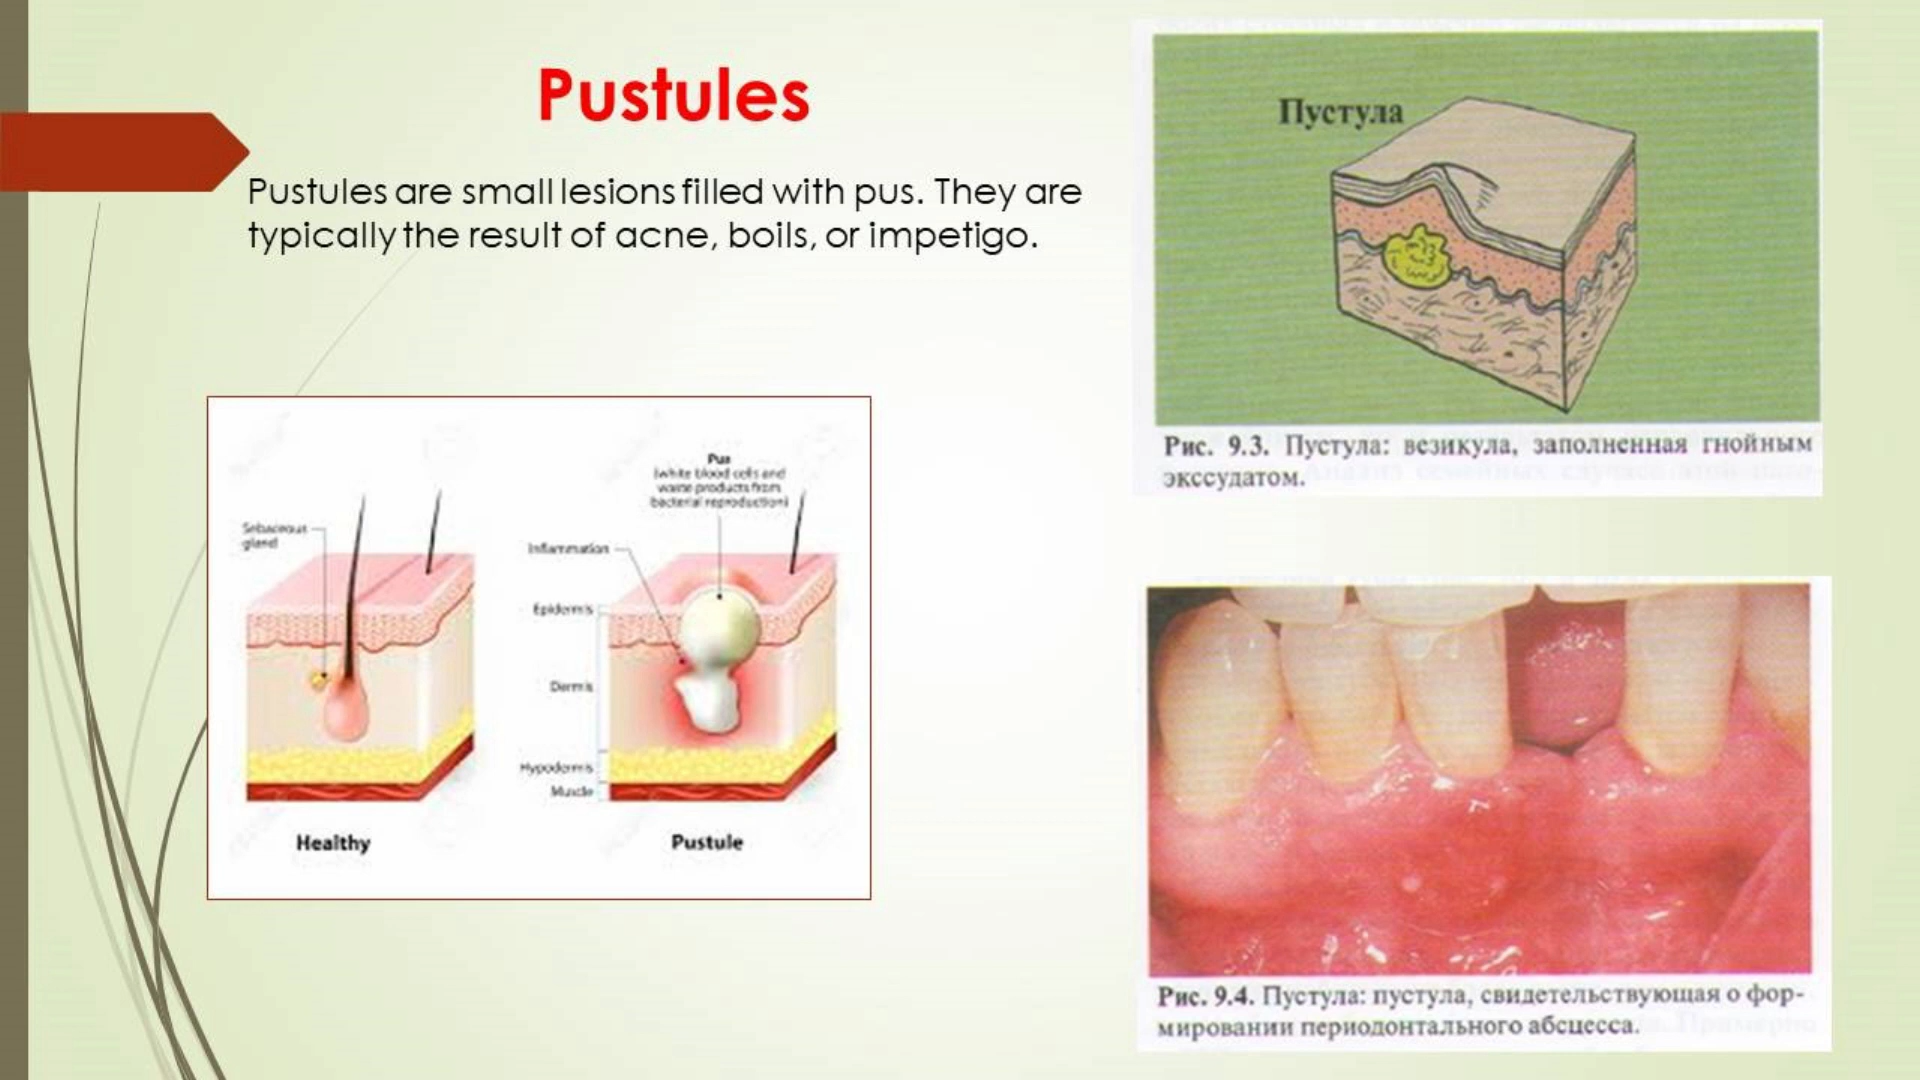 Pustules
Pustules are small lesions filled with pus. They are
typically the result of acne, boils, or impetigo.
Пустула
Рис. 9.3. Пустула: везикула, заполненная гнойным
экссудатом.
Pus
(white blood cells and
waste products from
bacterial reproduction)
Sebaceous
gland
Inflammation
Epidermis
Dermis
Hypodermis
Muscle
Healthy
Pustule
Рис. 9.4. Пустула: пустула, свидетельствующая о фор-
мировании периодонтального абсцесса.